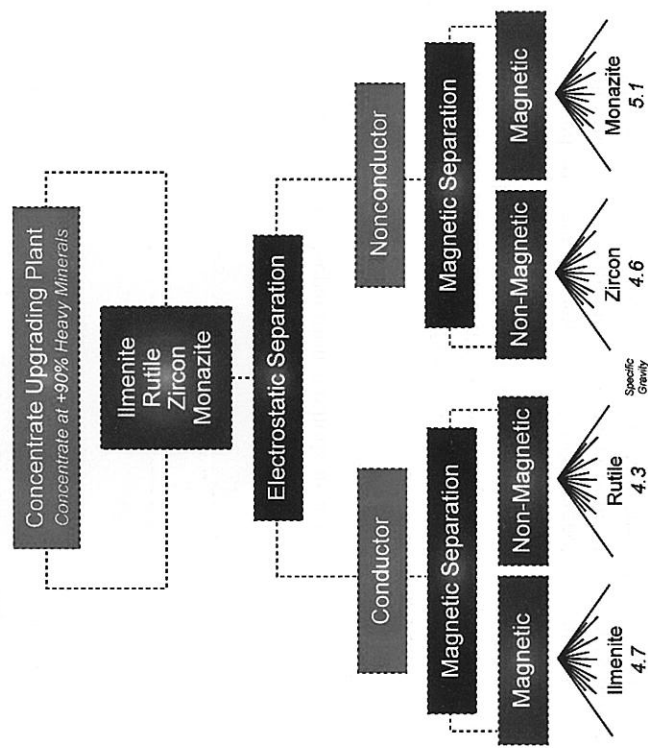 Concentrate Upgrading Plant
Concentrate at +90% Heavy Minerals
Ilmenite
Rutile
Zircon
Monazite
Electrostatic Separation
Conductor
Nonconductor
Magnetic Separation
Magnetic Separation
Magnetic
Non-Magnetic
Non-Magnetic
Magnetic
Ilmenite
4.7
Rutile
4.3
Specific
Gravity
Zircon
4.6
Monazite
5.1